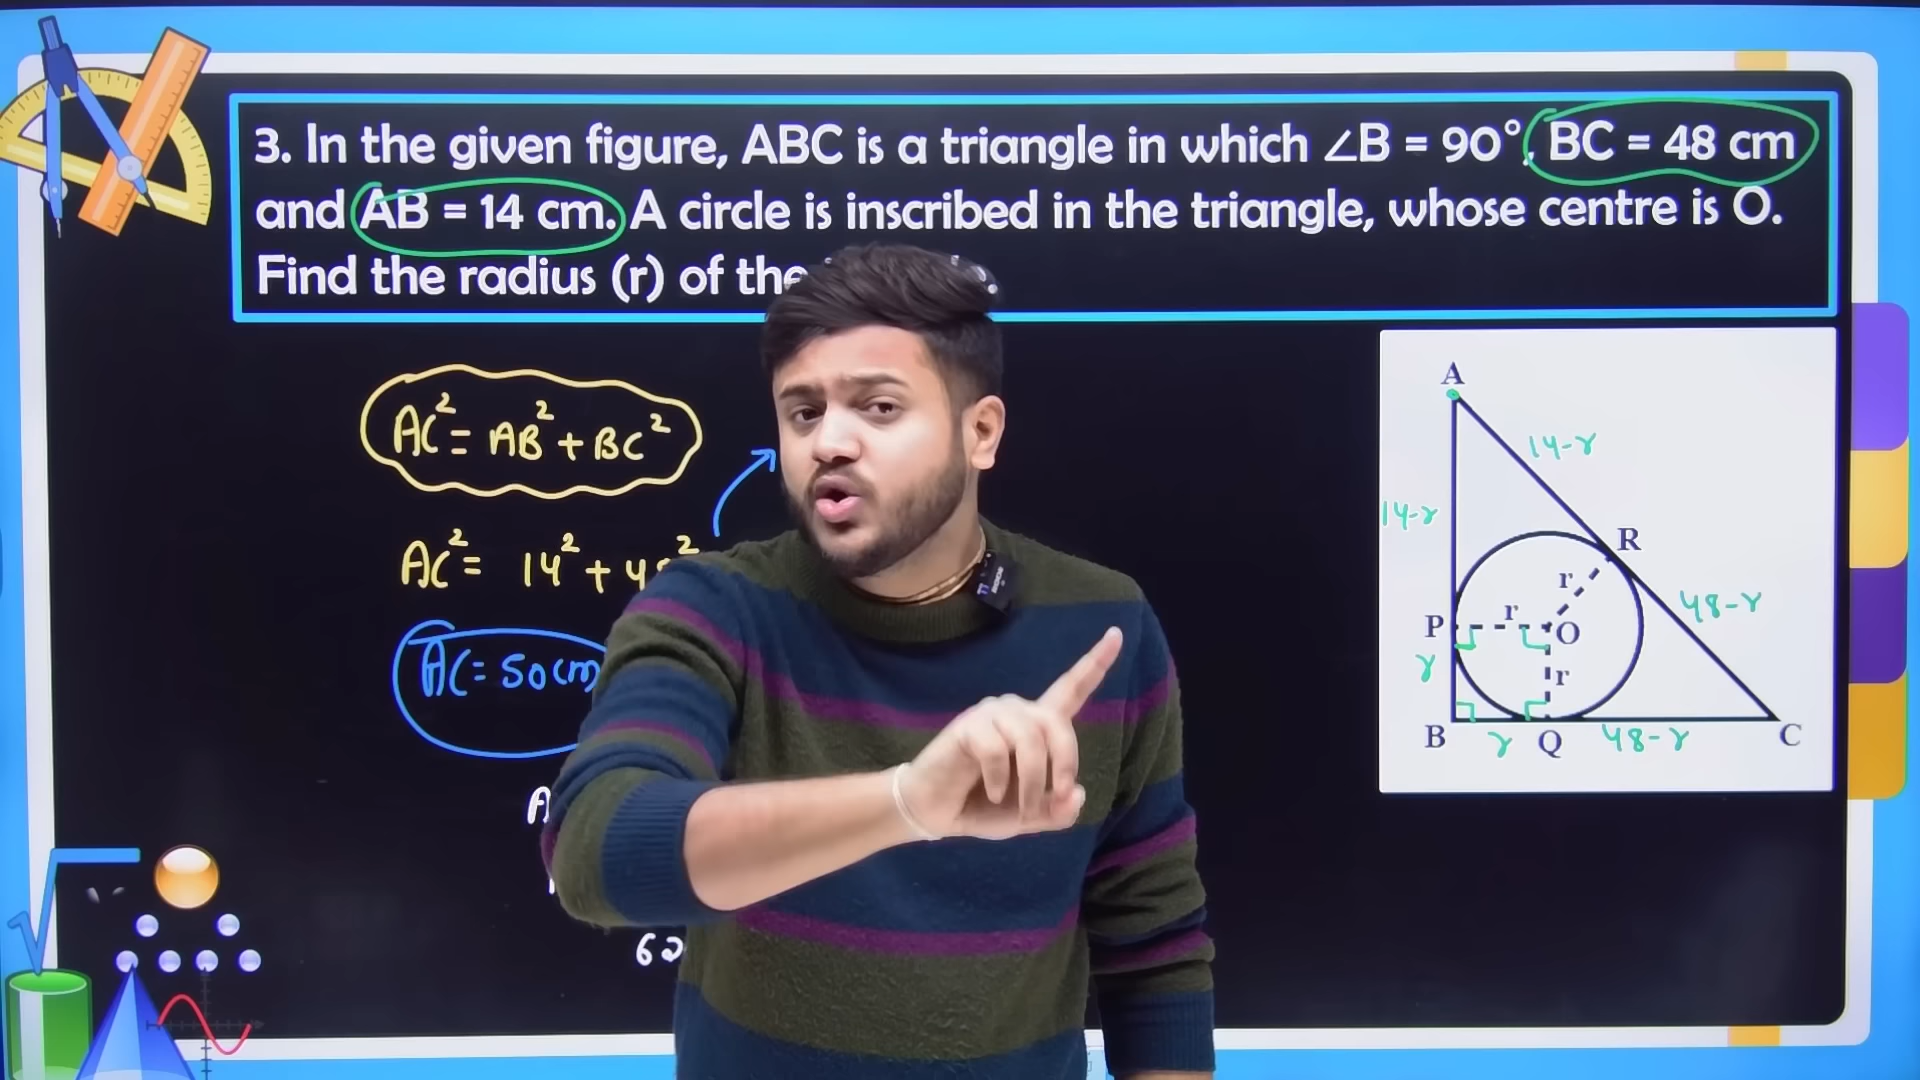 3. In the given figure, ABC is a triangle in which ∠B = 90°, BC = 48 cm
and AB = 14 cm. A circle is inscribed in the triangle, whose centre is O.
Find the radius (r) of the
AC² = AB² + BC²
AC² = 14² + 4
AC = 50cm
A
14-r
14-r
R
r
48-r
P
r
O
r
r
B
r
Q
48-r
C
62